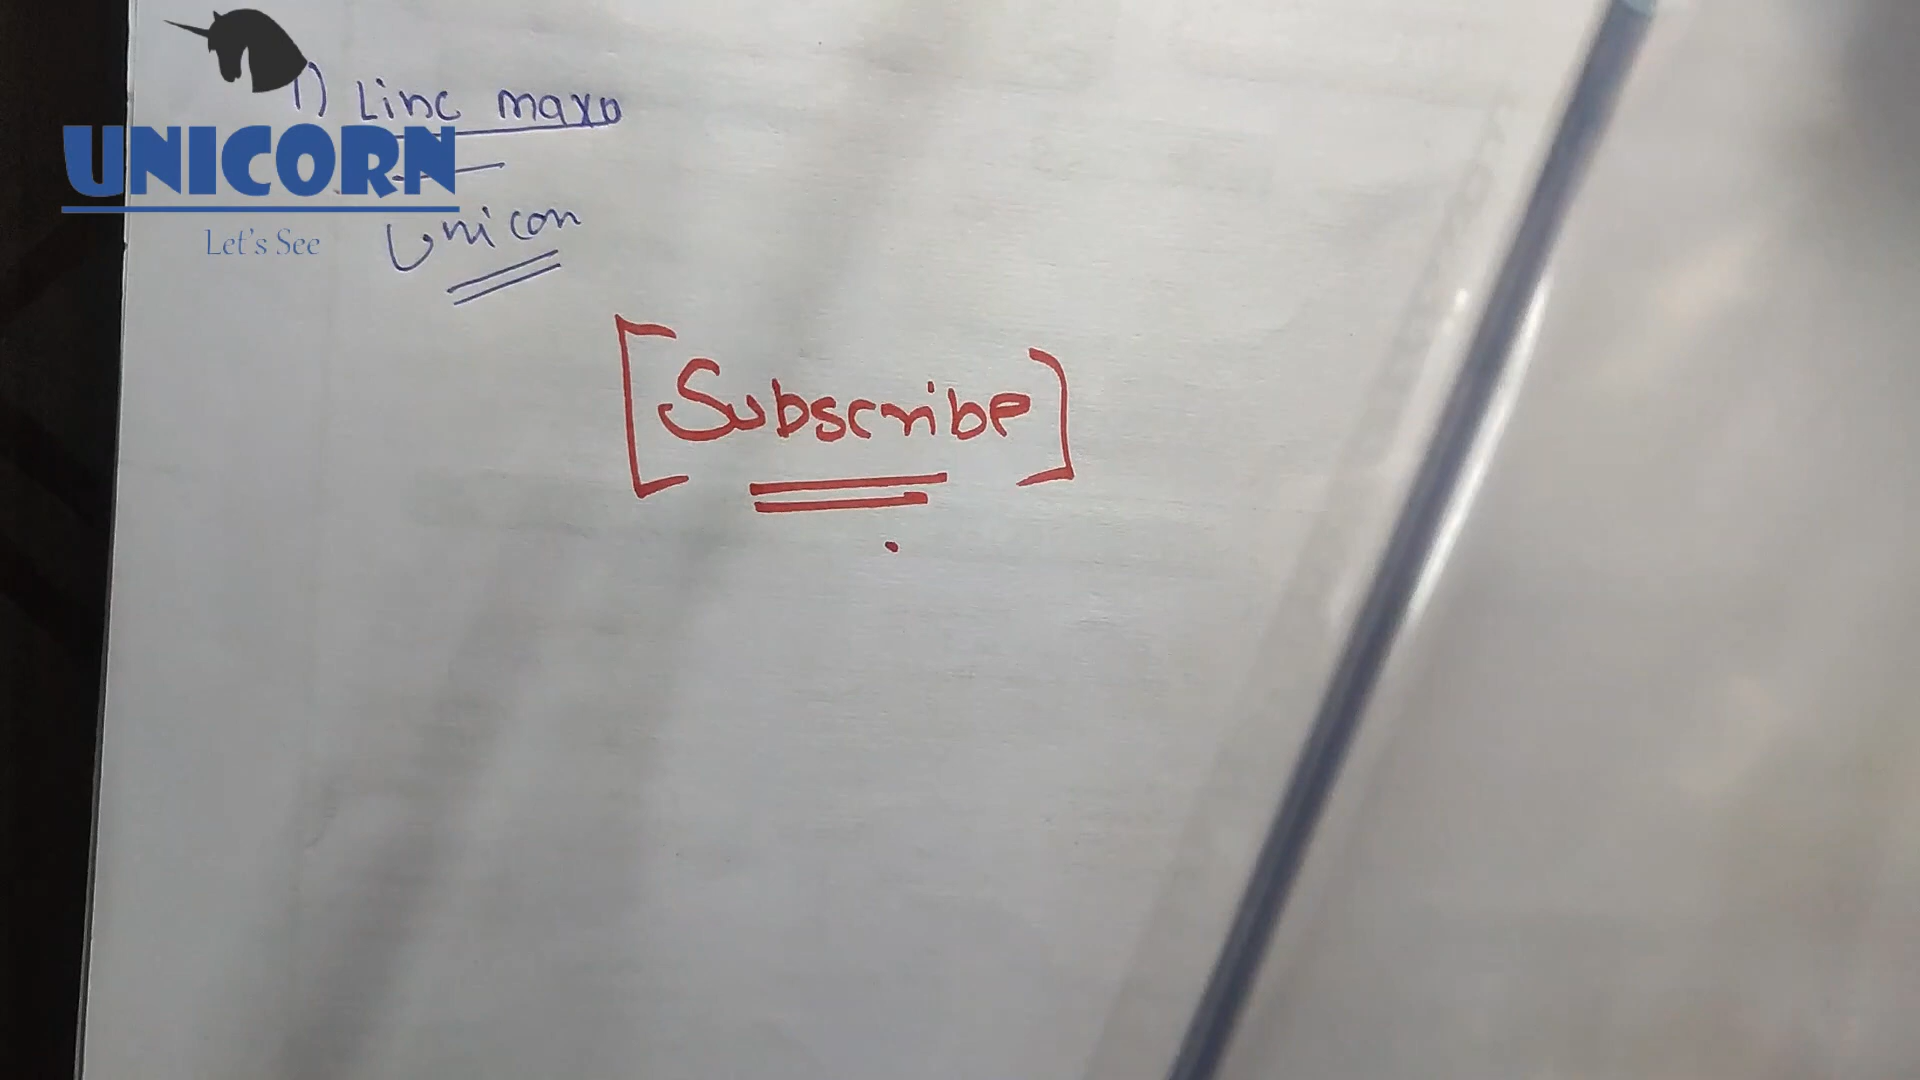 1) Linc maxo
UNICORN
Let's See
Unicon
[Subscribe]